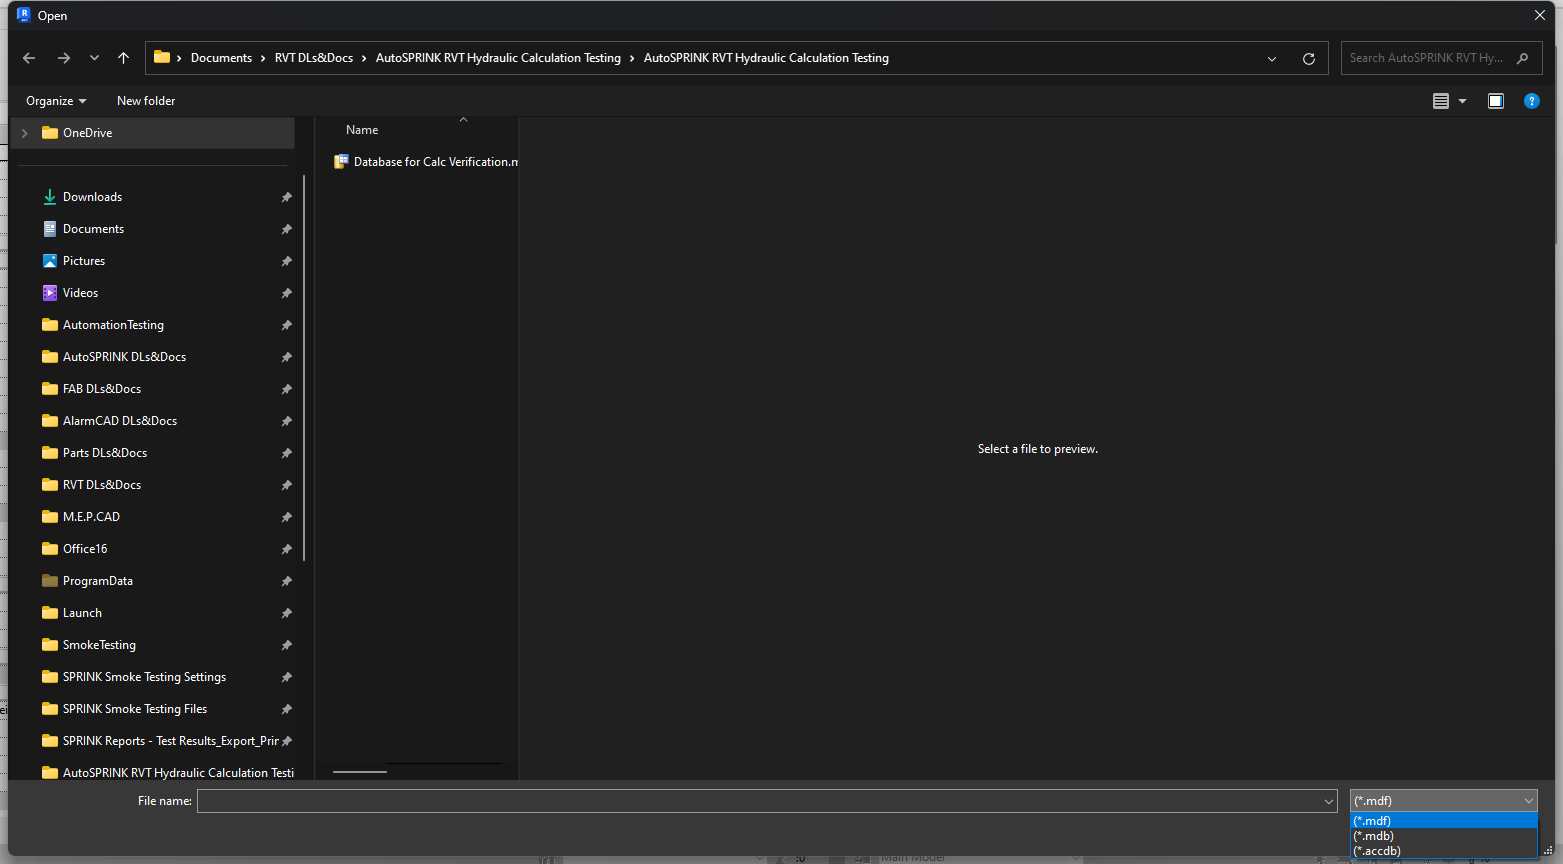 Open
Documents > RVT DLs&Docs > AutoSPRINK RVT Hydraulic Calculation Testing > AutoSPRINK RVT Hydraulic Calculation Testing
Search AutoSPRINK RVT Hy...
Organize
New folder
OneDrive
Downloads
Documents
Pictures
Videos
AutomationTesting
AutoSPRINK DLs&Docs
FAB DLs&Docs
AlarmCAD DLs&Docs
Parts DLs&Docs
RVT DLs&Docs
M.E.P.CAD
Office16
ProgramData
Launch
SmokeTesting
SPRINK Smoke Testing Settings
SPRINK Smoke Testing Files
SPRINK Reports - Test Results_Export_Prin
AutoSPRINK RVT Hydraulic Calculation Testi
Name
Database for Calc Verification.m
Select a file to preview.
File name:
(*.mdf)
(*.mdf)
(*.mdb)
(*.accdb)
:0
Main Model